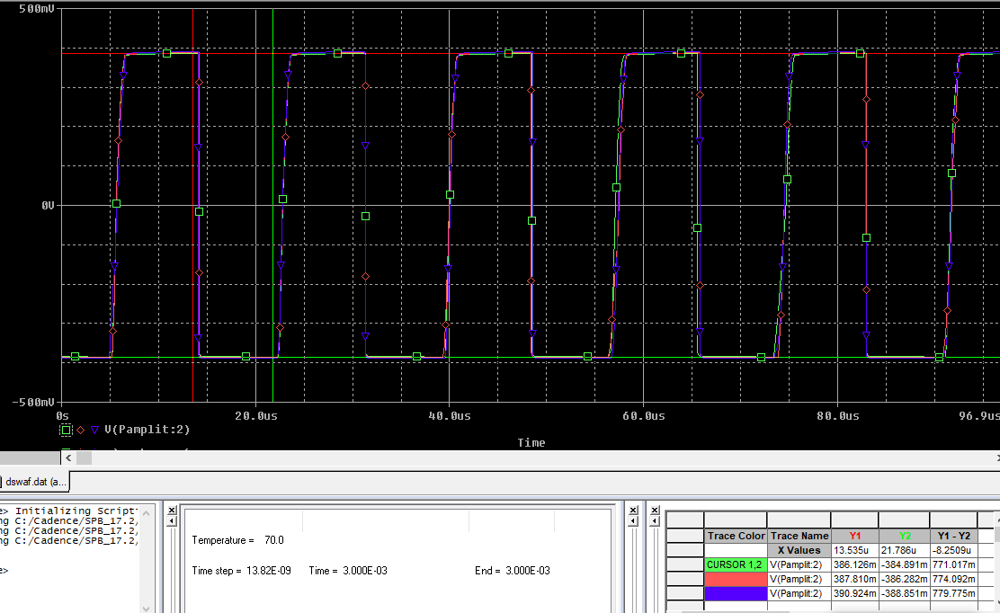 500mV
0V
-500mV
0s 20.0us 40.0us 60.0us 80.0us 96.9us
V(Pamplit:2)
Time
dswaf.dat (a...
> Initializing Script
ng C:/Cadence/SPB_17.2,
ng C:/Cadence/SPB_17.2,
ng C:/Cadence/SPB_17.2,
>
Temperature = 70.0
Time step = 13.82E-09 Time = 3.000E-03 End = 3.000E-03
Trace Color Trace Name Y1 Y2 Y1 - Y2
X Values 13.535u 21.786u -8.2509u
CURSOR 1,2 V(Pamplit:2) 386.126m -384.891m 771.017m
V(Pamplit:2) 387.810m -386.282m 774.092m
V(Pamplit:2) 390.924m -388.851m 779.775m